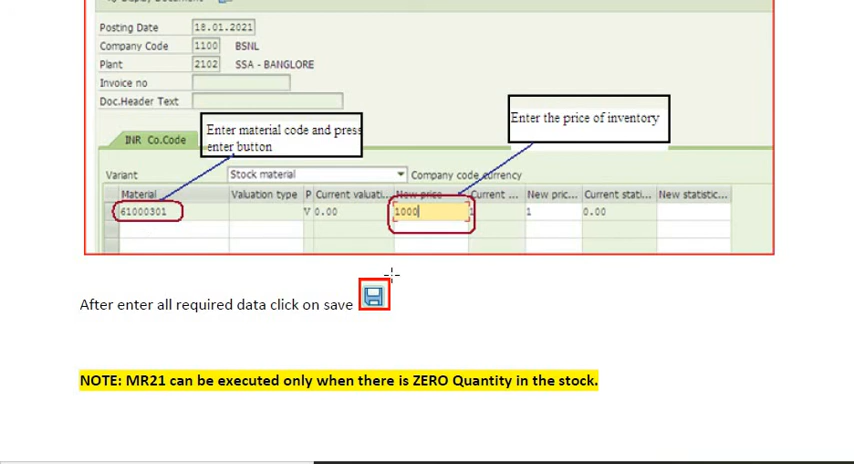 Posting Date 18.01.2021
Company Code 1100 BSNL
Plant 2102 SSA - BANGLORE
Invoice no
Doc.Header Text
Enter material code and press
enter button
Enter the price of inventory
INR Co.Code
Variant Stock material Company code currency
Material Valuation type P Current valuati... New price Current ... New pric... Current stati... New statistic...
61000301 V 0.00 1000 1 1 0.00
After enter all required data click on save
NOTE: MR21 can be executed only when there is ZERO Quantity in the stock.